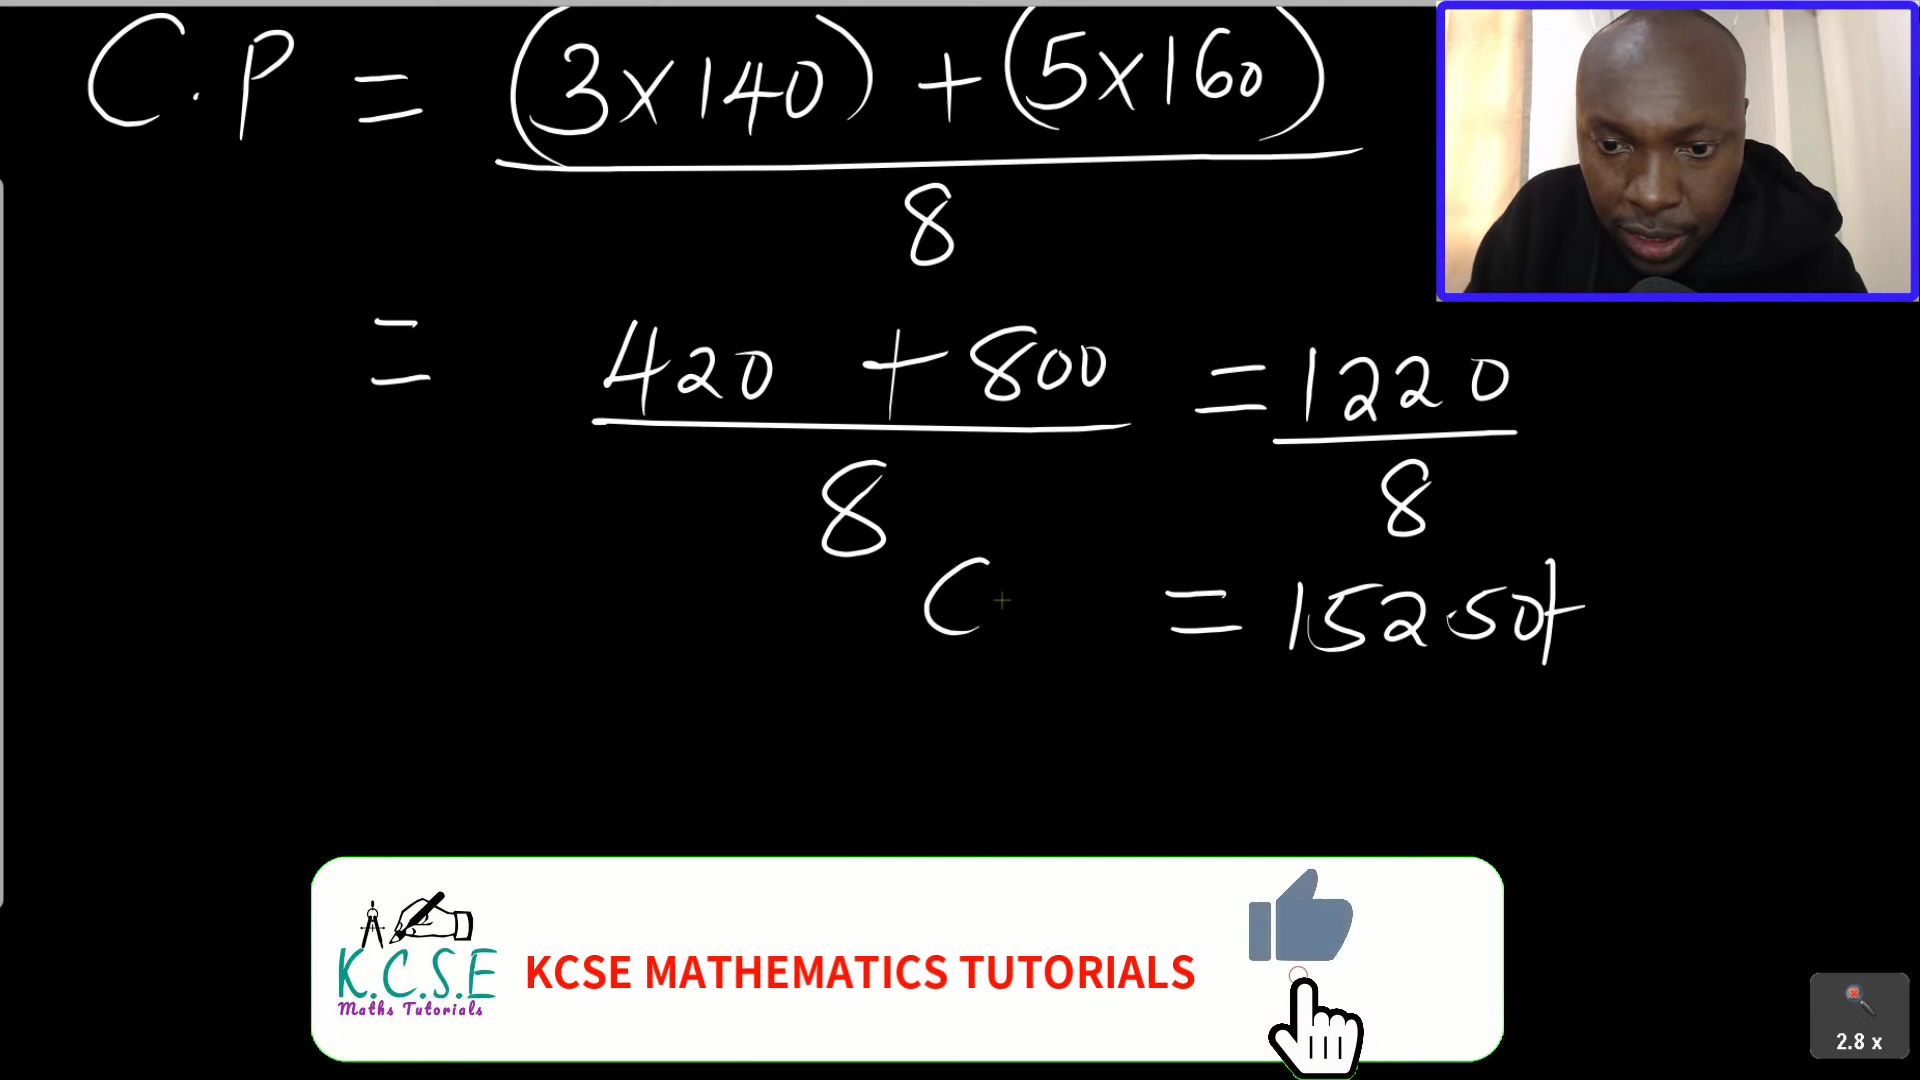 C.P = (3x140) + (5x160)
8
= 420 + 800 = 1220
8 8
C = 152.50
K.C.S.E
Maths Tutorials
KCSE MATHEMATICS TUTORIALS
2.8 x